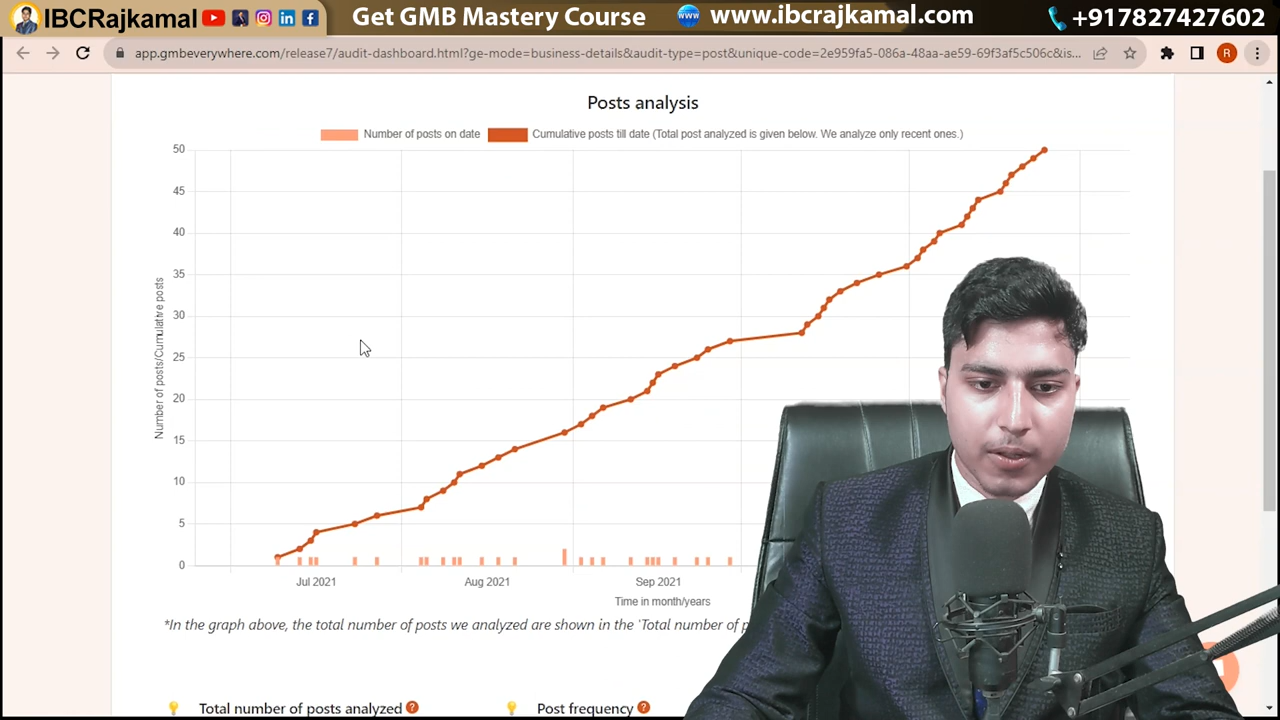 IBCRajkamal
Get GMB Mastery Course
www.ibcrajkamal.com
+917827427602
app.gmbeverywhere.com/release7/audit-dashboard.html?ge-mode=business-details&audit-type=post&unique-code=2e959fa5-086a-48aa-ae59-69f3af5c506c&is...
R
Posts analysis
Number of posts on date
Cumulative posts till date (Total post analyzed is given below. We analyze only recent ones.)
50
45
40
35
30
25
20
15
10
5
0
Number of posts/Cumulative posts
Jul 2021
Aug 2021
Sep 2021
Time in month/years
*In the graph above, the total number of posts we analyzed are shown in the 'Total number of p
Total number of posts analyzed ?
Post frequency ?